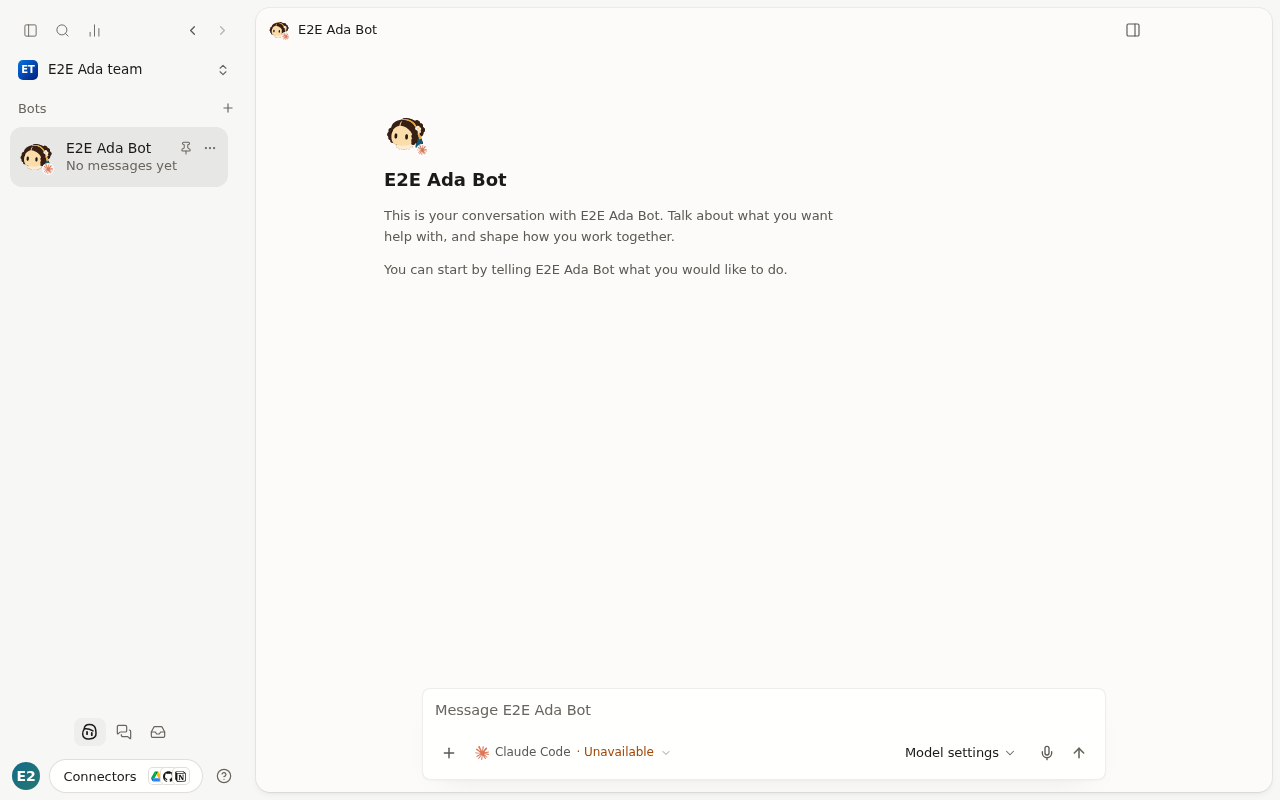 E2E Ada Bot
ET E2E Ada team
Bots
E2E Ada Bot
No messages yet
E2E Ada Bot
This is your conversation with E2E Ada Bot. Talk about what you want
help with, and shape how you work together.
You can start by telling E2E Ada Bot what you would like to do.
Message E2E Ada Bot
Claude Code · Unavailable
Model settings
E2 Connectors